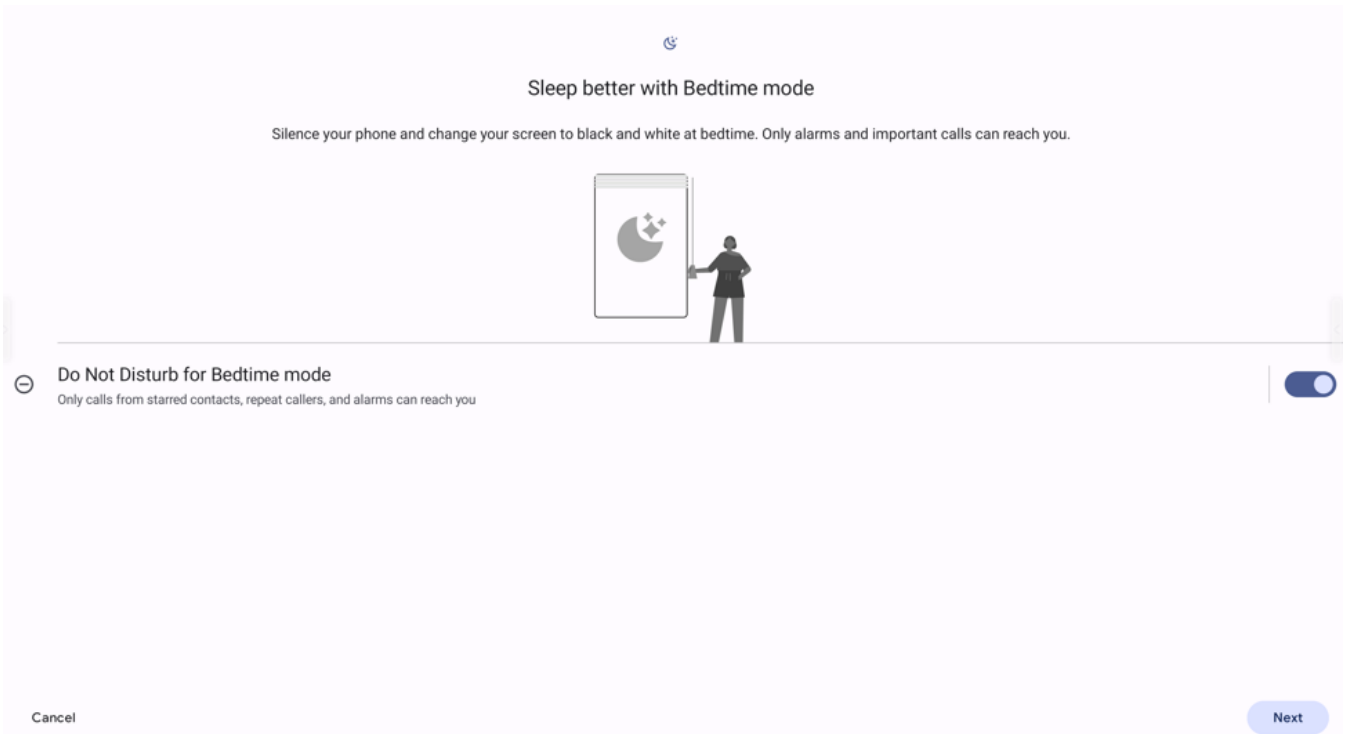 Sleep better with Bedtime mode
Silence your phone and change your screen to black and white at bedtime. Only alarms and important calls can reach you.
Do Not Disturb for Bedtime mode
Only calls from starred contacts, repeat callers, and alarms can reach you
Cancel
Next